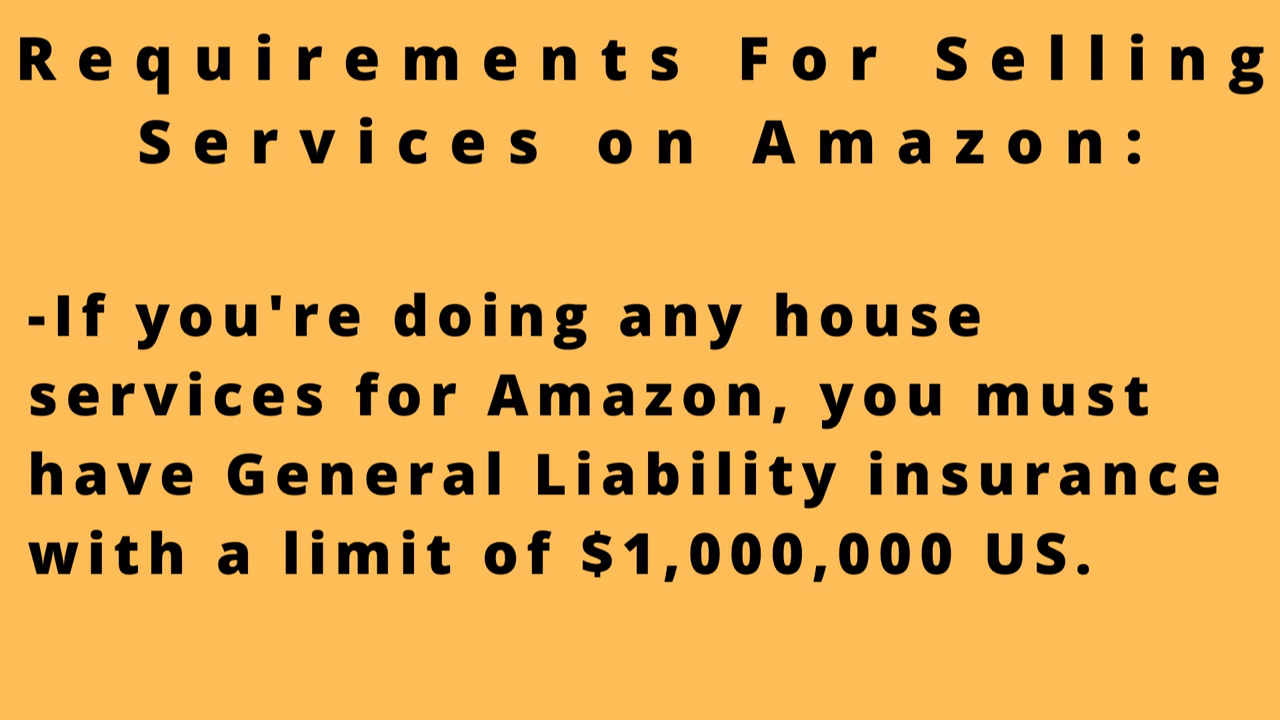 Requirements For Selling
Services on Amazon:
-If you're doing any house
services for Amazon, you must
have General Liability insurance
with a limit of $1,000,000 US.